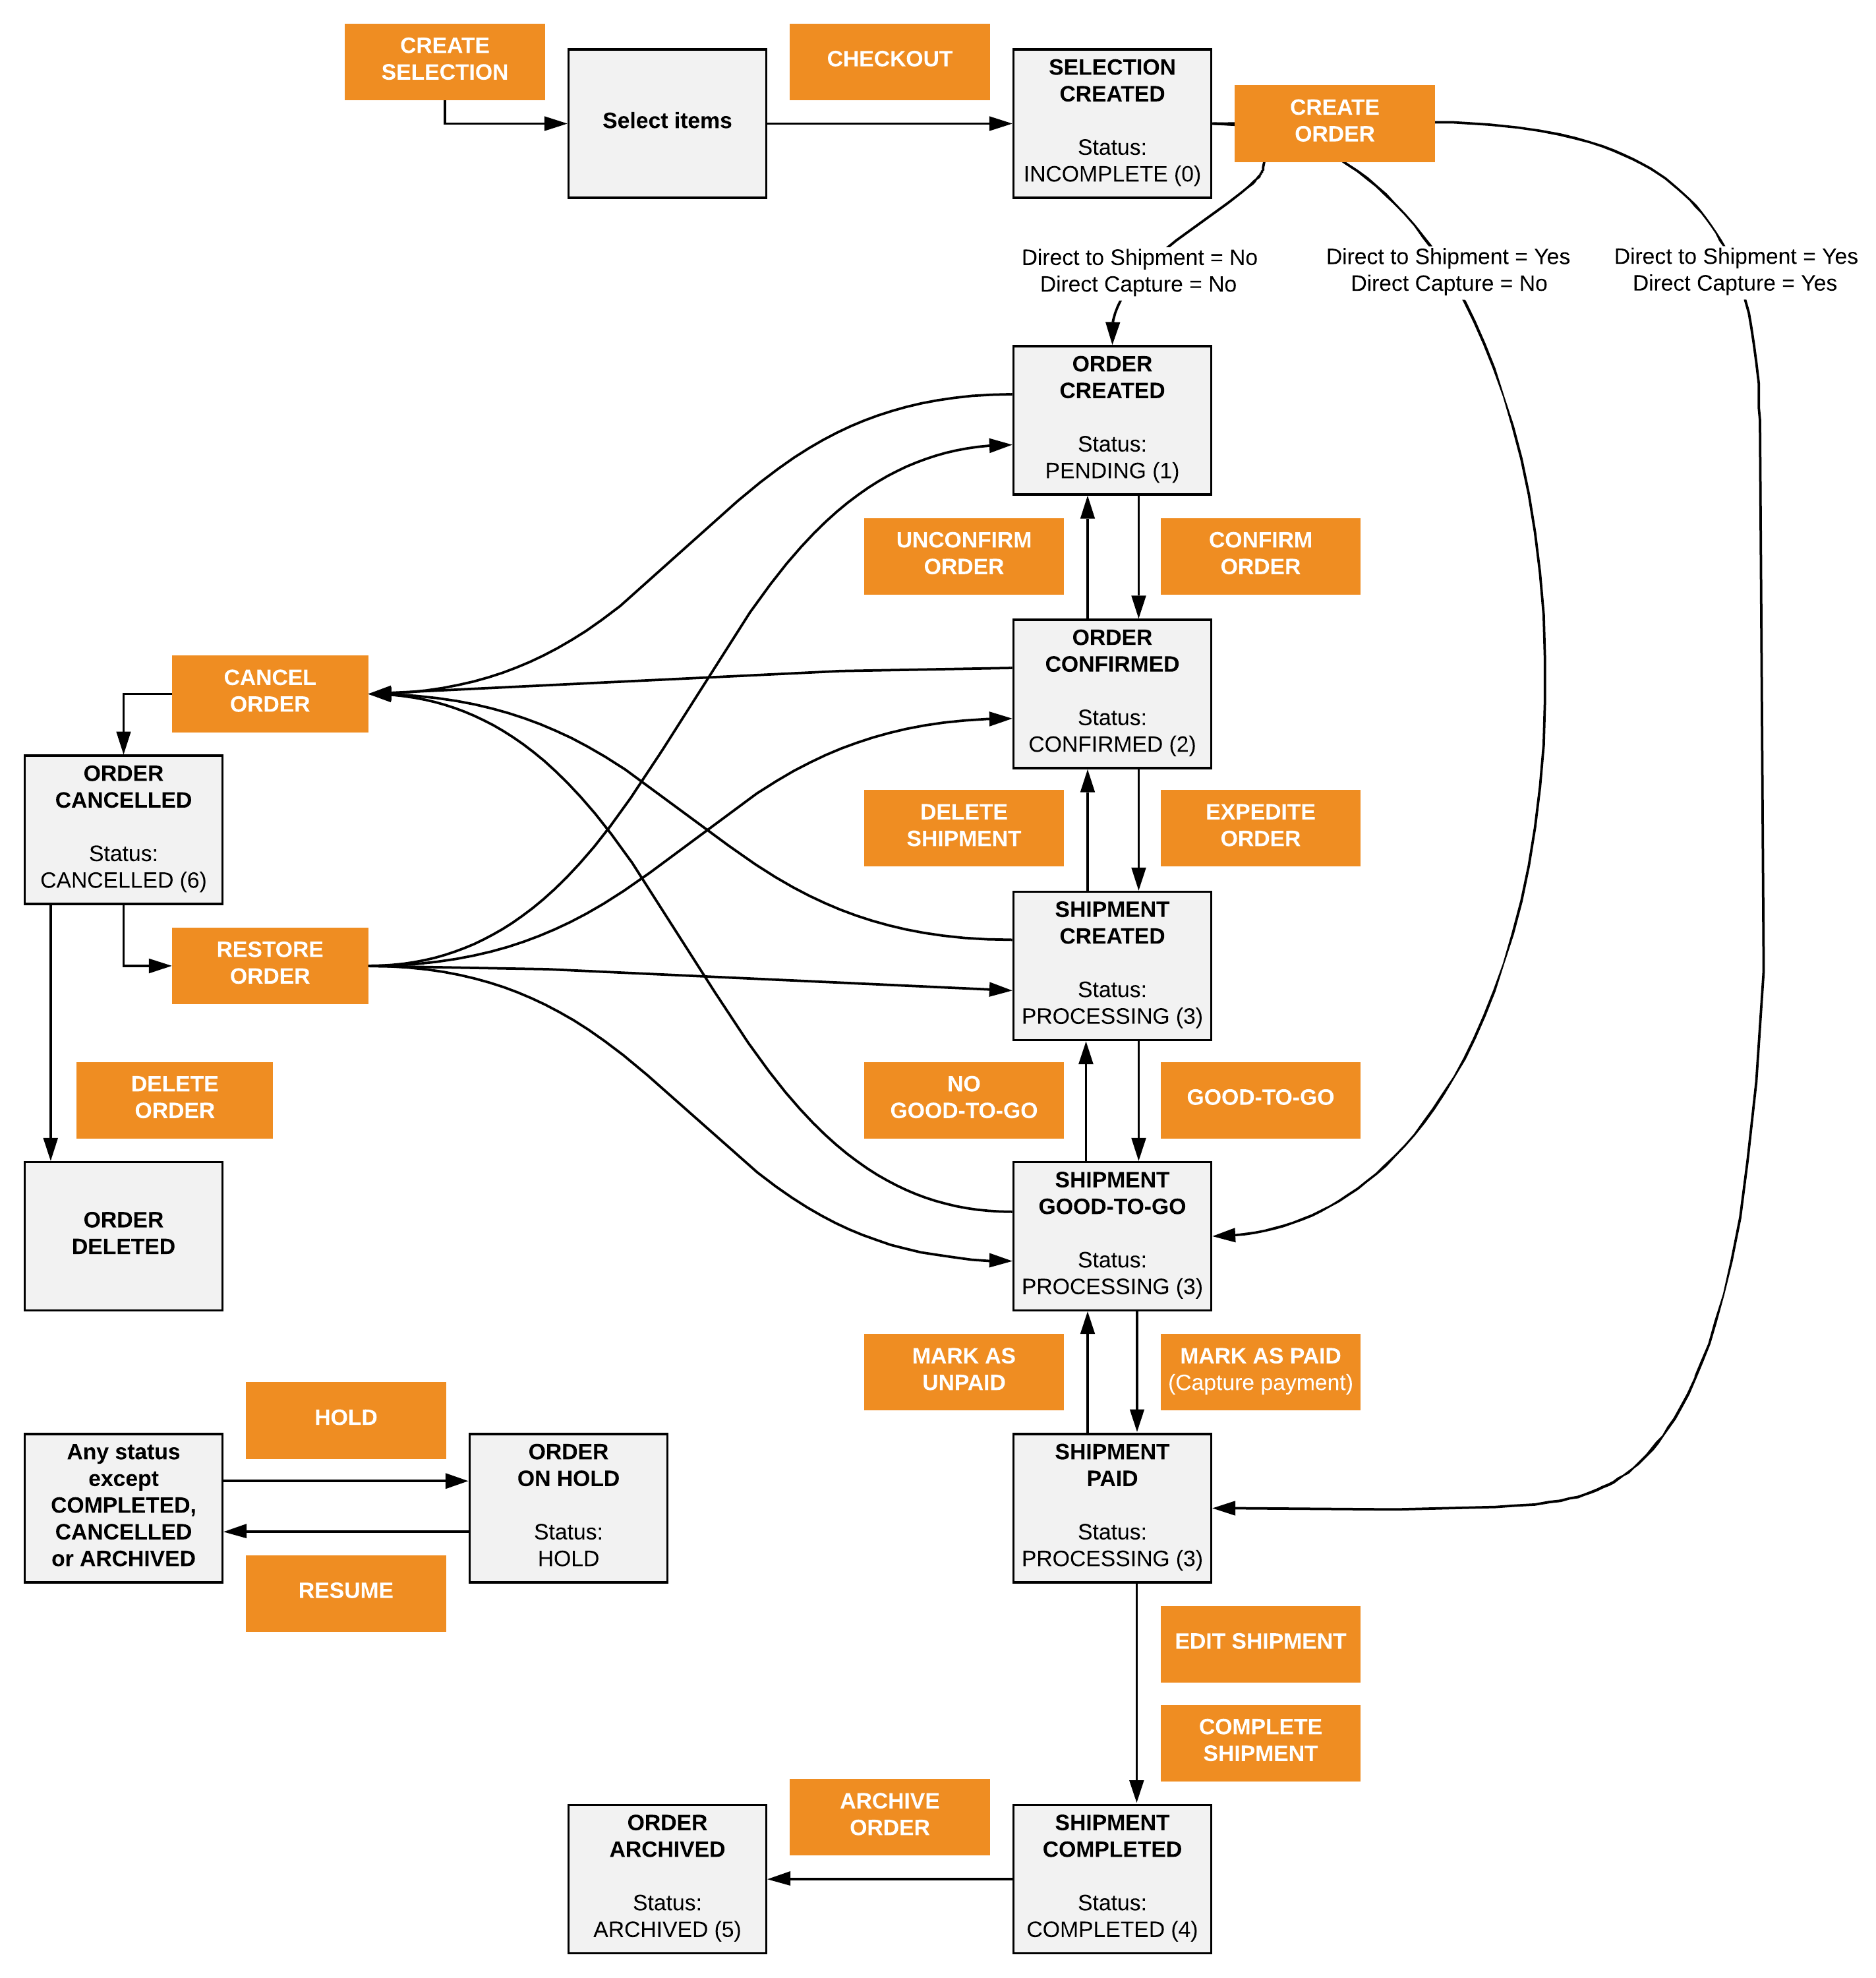 CREATE
SELECTION
Select items
CHECKOUT
SELECTION
CREATED
Status:
INCOMPLETE (0)
CREATE
ORDER
Direct to Shipment = No
Direct Capture = No
Direct to Shipment = Yes
Direct Capture = No
Direct to Shipment = Yes
Direct Capture = Yes
ORDER
CREATED
Status:
PENDING (1)
UNCONFIRM
ORDER
CONFIRM
ORDER
ORDER
CONFIRMED
Status:
CONFIRMED (2)
CANCEL
ORDER
ORDER
CANCELLED
Status:
CANCELLED (6)
DELETE
SHIPMENT
EXPEDITE
ORDER
SHIPMENT
CREATED
Status:
PROCESSING (3)
RESTORE
ORDER
DELETE
ORDER
NO
GOOD-TO-GO
GOOD-TO-GO
ORDER
DELETED
SHIPMENT
GOOD-TO-GO
Status:
PROCESSING (3)
MARK AS
UNPAID
MARK AS PAID
(Capture payment)
HOLD
Any status
except
COMPLETED,
CANCELLED
or ARCHIVED
ORDER
ON HOLD
Status:
HOLD
RESUME
SHIPMENT
PAID
Status:
PROCESSING (3)
EDIT SHIPMENT
COMPLETE
SHIPMENT
ARCHIVE
ORDER
ORDER
ARCHIVED
Status:
ARCHIVED (5)
SHIPMENT
COMPLETED
Status:
COMPLETED (4)